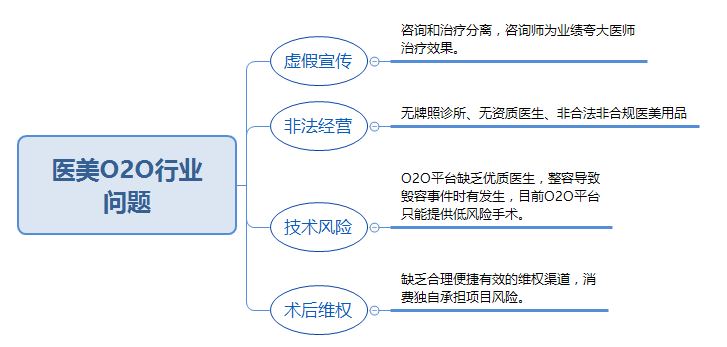 医美O2O行业
问题
虚假宣传
咨询和治疗分离，咨询师为业绩夸大医师
治疗效果。
非法经营
无牌照诊所、无资质医生、非合法非合规医美用品
技术风险
O2O平台缺乏优质医生，整容导致
毁容事件时有发生，目前O2O平台
只能提供低风险手术。
术后维权
缺乏合理便捷有效的维权渠道，消
费独自承担项目风险。